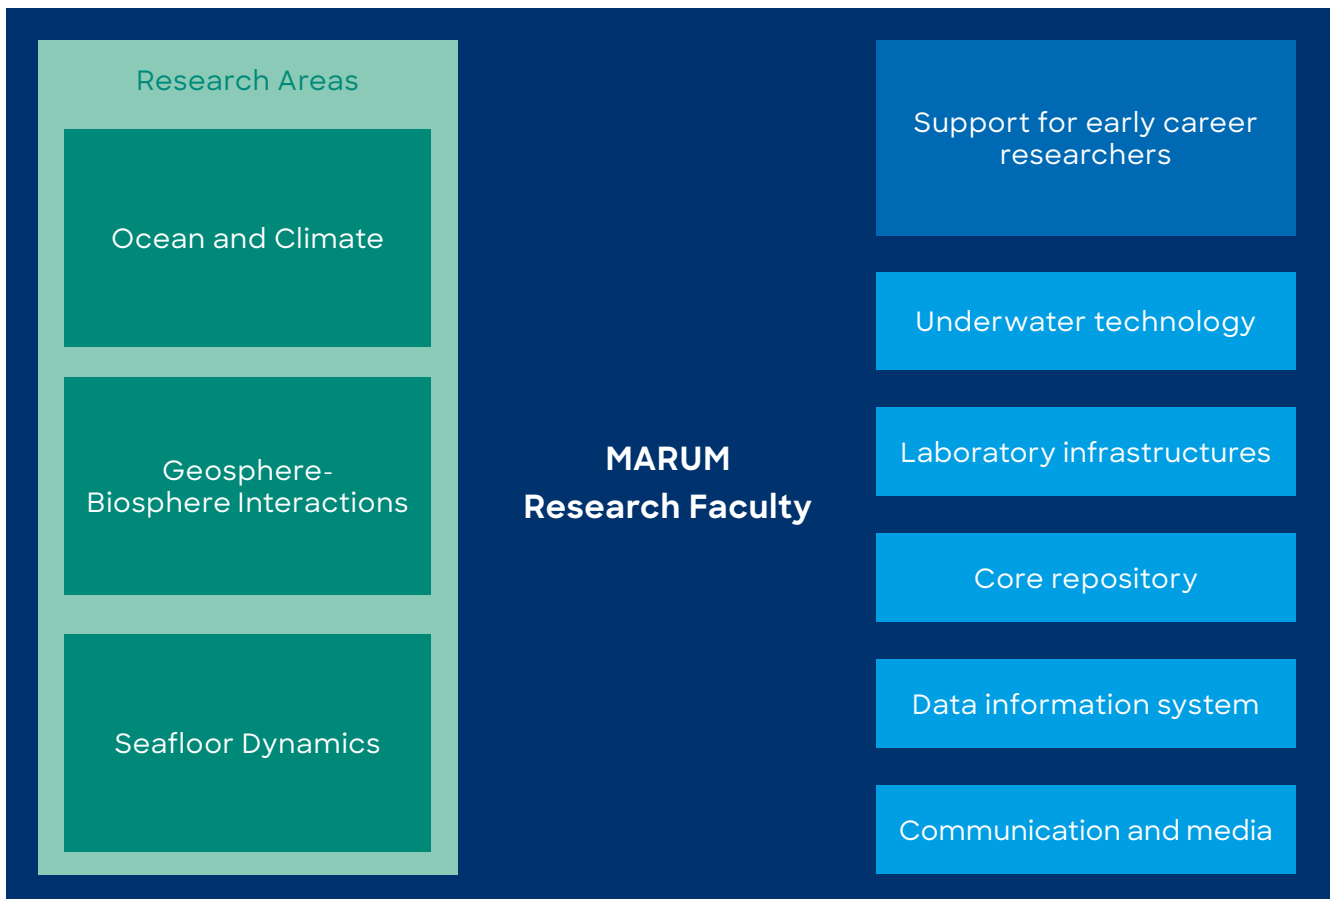 Research Areas
Ocean and Climate
Geosphere-
Biosphere Interactions
Seafloor Dynamics
MARUM
Research Faculty
Support for early career
researchers
Underwater technology
Laboratory infrastructures
Core repository
Data information system
Communication and media